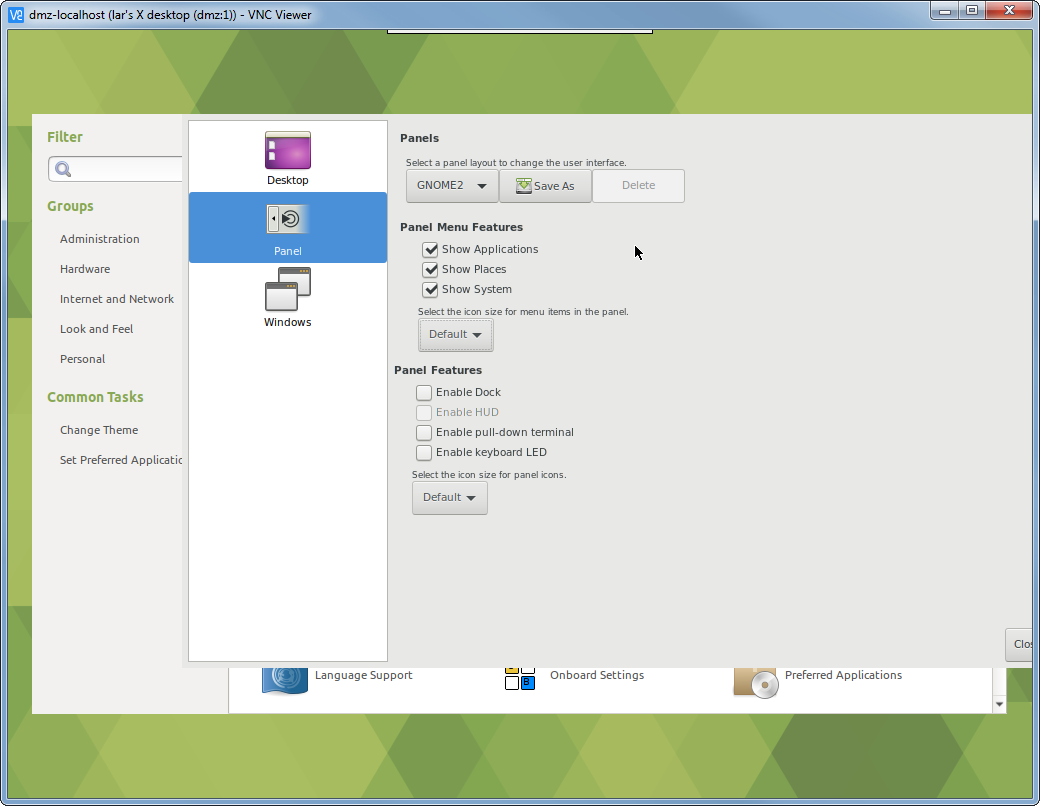 dmz-localhost (lar's X desktop (dmz:1)) - VNC Viewer
Filter
Groups
Administration
Hardware
Internet and Network
Look and Feel
Personal
Common Tasks
Change Theme
Set Preferred Applicatic
Desktop
Panel
Windows
Panels
Select a panel layout to change the user interface.
GNOME2 Save As Delete
Panel Menu Features
Show Applications
Show Places
Show System
Select the icon size for menu items in the panel.
Default
Panel Features
Enable Dock
Enable HUD
Enable pull-down terminal
Enable keyboard LED
Select the icon size for panel icons.
Default
Clos
Language Support
B
Onboard Settings
Preferred Applications